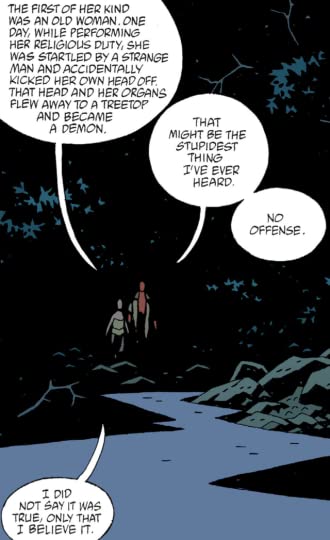 THE FIRST OF HER KIND
WAS AN OLD WOMAN. ONE
DAY, WHILE PERFORMING
HER RELIGIOUS DUTY, SHE
WAS STARTLED BY A STRANGE
MAN AND ACCIDENTALLY
KICKED HER OWN HEAD OFF.
THAT HEAD AND HER ORGANS
FLEW AWAY TO A TREETOP
AND BECAME
A DEMON.
THAT
MIGHT BE THE
STUPIDEST
THING
I'VE EVER
HEARD.
NO
OFFENSE.
I DID
NOT SAY IT WAS
TRUE, ONLY THAT
I BELIEVE IT.